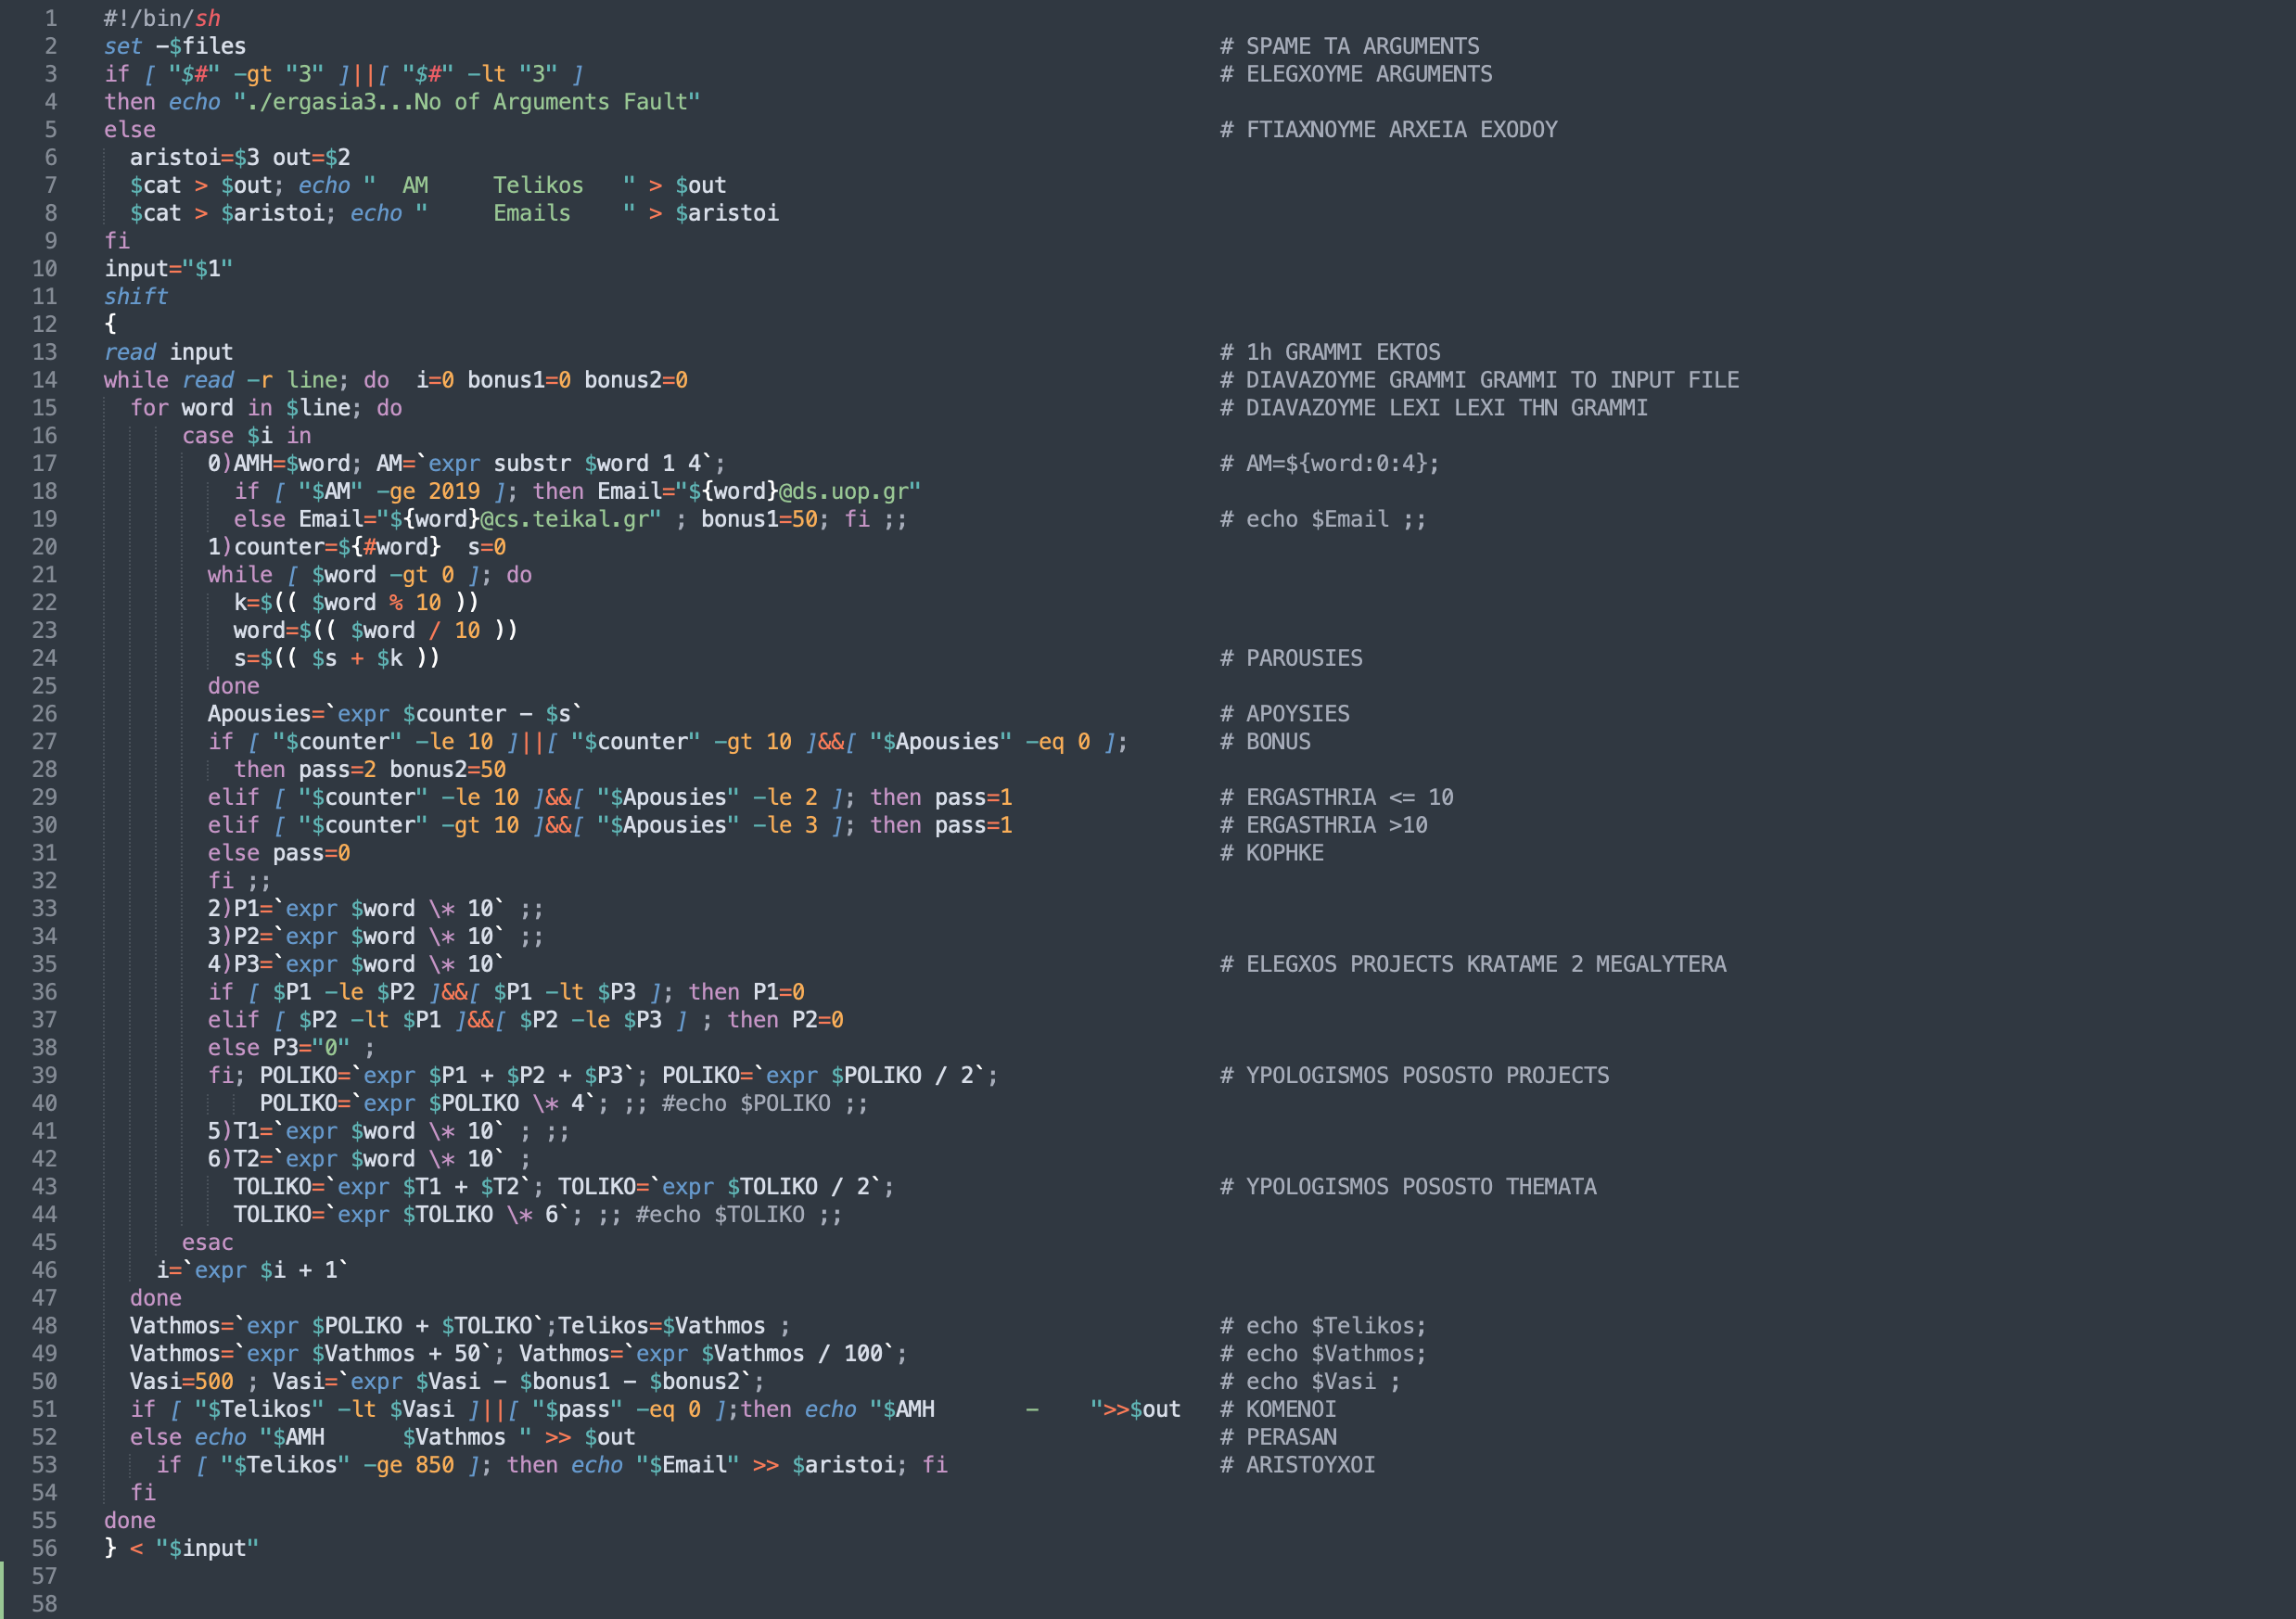 1 #!/bin/sh
2 set -$files # SPAME TA ARGUMENTS
3 if [ "$#" -gt "3" ]||[ "$#" -lt "3" ] # ELEGXOYME ARGUMENTS
4 then echo "./ergasia3...No of Arguments Fault"
5 else # FTIAXNOYME ARXEIA EXODOY
6   aristoi=$3 out=$2
7   $cat > $out; echo "  AM     Telikos   " > $out
8   $cat > $aristoi; echo "     Emails    " > $aristoi
9 fi
10 input="$1"
11 shift
12 {
13 read input # 1h GRAMMI EKTOS
14 while read -r line; do  i=0 bonus1=0 bonus2=0 # DIAVAZOYME GRAMMI GRAMMI TO INPUT FILE
15   for word in $line; do # DIAVAZOYME LEXI LEXI THN GRAMMI
16       case $i in
17         0)AMH=$word; AM=`expr substr $word 1 4`; # AM=${word:0:4};
18           if [ "$AM" -ge 2019 ]; then Email="${word}@ds.uop.gr"
19           else Email="${word}@cs.teikal.gr" ; bonus1=50; fi ;; # echo $Email ;;
20         1)counter=${#word}  s=0
21         while [ $word -gt 0 ]; do
22           k=$(( $word % 10 ))
23           word=$(( $word / 10 ))
24           s=$(( $s + $k )) # PAROUSIES
25         done
26         Apousies=`expr $counter - $s` # APOYSIES
27         if [ "$counter" -le 10 ]||[ "$counter" -gt 10 ]&&[ "$Apousies" -eq 0 ]; # BONUS
28           then pass=2 bonus2=50
29         elif [ "$counter" -le 10 ]&&[ "$Apousies" -le 2 ]; then pass=1 # ERGASTHRIA <= 10
30         elif [ "$counter" -gt 10 ]&&[ "$Apousies" -le 3 ]; then pass=1 # ERGASTHRIA >10
31         else pass=0 # KOPHKE
32         fi ;;
33         2)P1=`expr $word \* 10` ;;
34         3)P2=`expr $word \* 10` ;;
35         4)P3=`expr $word \* 10` # ELEGXOS PROJECTS KRATAME 2 MEGALYTERA
36         if [ $P1 -le $P2 ]&&[ $P1 -lt $P3 ]; then P1=0
37         elif [ $P2 -lt $P1 ]&&[ $P2 -le $P3 ] ; then P2=0
38         else P3="0" ;
39         fi; POLIKO=`expr $P1 + $P2 + $P3`; POLIKO=`expr $POLIKO / 2`; # YPOLOGISMOS POSOSTO PROJECTS
40             POLIKO=`expr $POLIKO \* 4`; ;; #echo $POLIKO ;;
41         5)T1=`expr $word \* 10` ; ;;
42         6)T2=`expr $word \* 10` ;
43           TOLIKO=`expr $T1 + $T2`; TOLIKO=`expr $TOLIKO / 2`; # YPOLOGISMOS POSOSTO THEMATA
44           TOLIKO=`expr $TOLIKO \* 6`; ;; #echo $TOLIKO ;;
45       esac
46     i=`expr $i + 1`
47   done
48   Vathmos=`expr $POLIKO + $TOLIKO`;Telikos=$Vathmos ; # echo $Telikos;
49   Vathmos=`expr $Vathmos + 50`; Vathmos=`expr $Vathmos / 100`; # echo $Vathmos;
50   Vasi=500 ; Vasi=`expr $Vasi - $bonus1 - $bonus2`; # echo $Vasi ;
51   if [ "$Telikos" -lt $Vasi ]||[ "$pass" -eq 0 ];then echo "$AMH       -    ">>$out # KOMENOI
52   else echo "$AMH      $Vathmos " >> $out # PERASAN
53     if [ "$Telikos" -ge 850 ]; then echo "$Email" >> $aristoi; fi # ARISTOYXOI
54   fi
55 done
56 } < "$input"
57
58